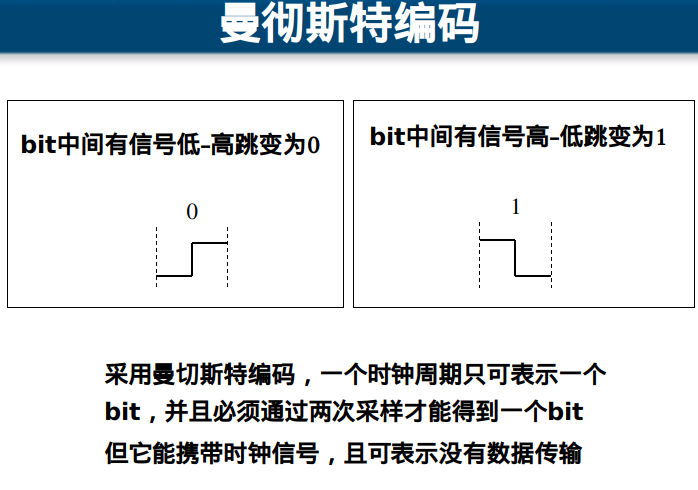 曼彻斯特编码
bit中间有信号低-高跳变为0
bit中间有信号高-低跳变为1
0
1
采用曼切斯特编码，一个时钟周期只可表示一个
bit，并且必须通过两次采样才能得到一个bit
但它能携带时钟信号，且可表示没有数据传输